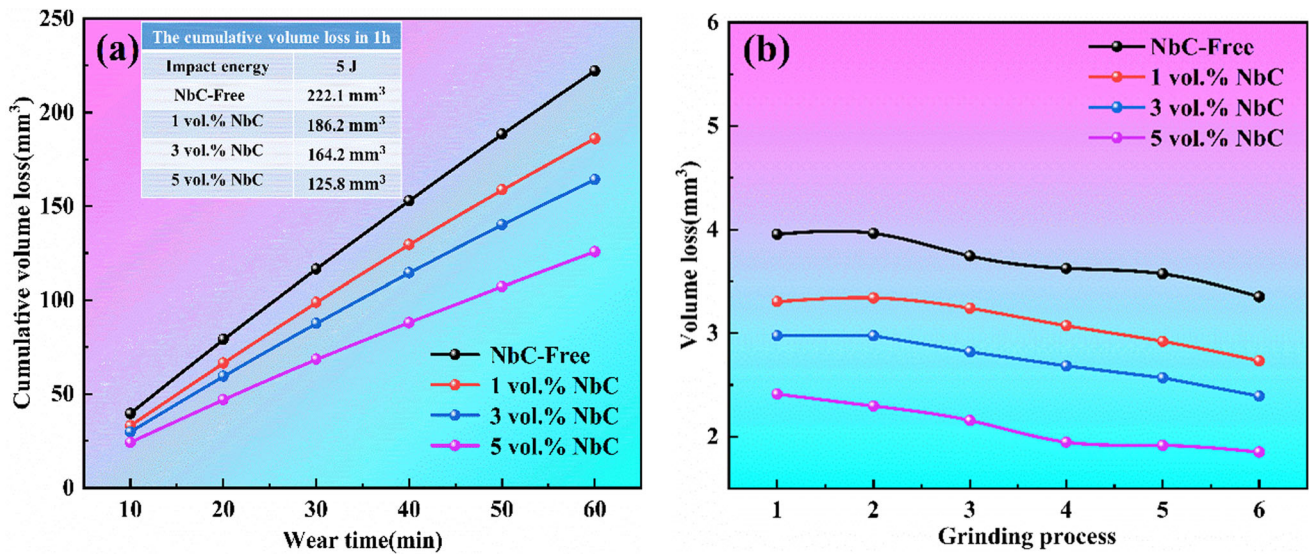 (a)
The cumulative volume loss in 1h
Impact energy 5 J
NbC-Free 222.1 mm³
1 vol.% NbC 186.2 mm³
3 vol.% NbC 164.2 mm³
5 vol.% NbC 125.8 mm³
Cumulative volume loss(mm³)
250
200
150
100
50
0
NbC-Free
1 vol.% NbC
3 vol.% NbC
5 vol.% NbC
10 20 30 40 50 60
Wear time(min)
(b)
NbC-Free
1 vol.% NbC
3 vol.% NbC
5 vol.% NbC
Volume loss(mm³)
6
5
4
3
2
1 2 3 4 5 6
Grinding process